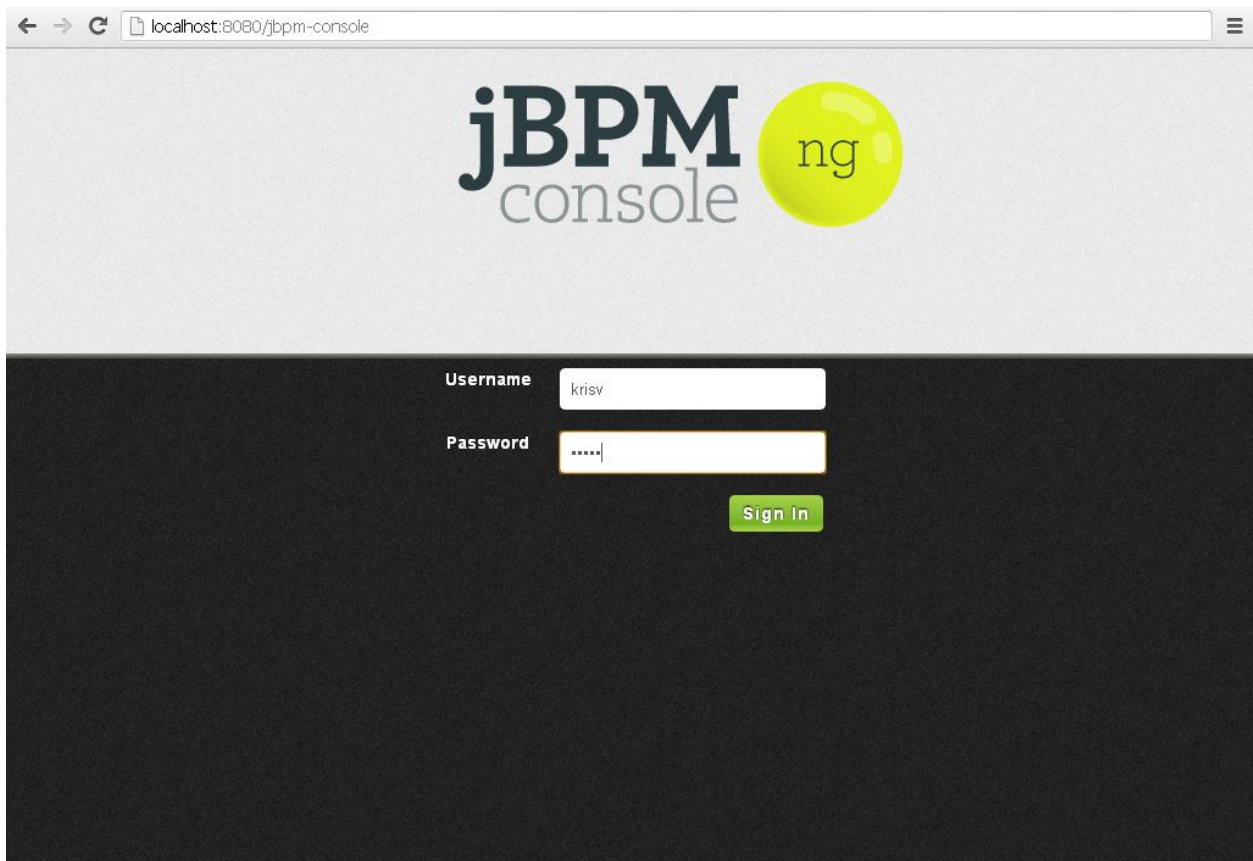 localhost:8080/jbpm-console
jBPM
console
ng
Username
krisv
Password
•••••
Sign In